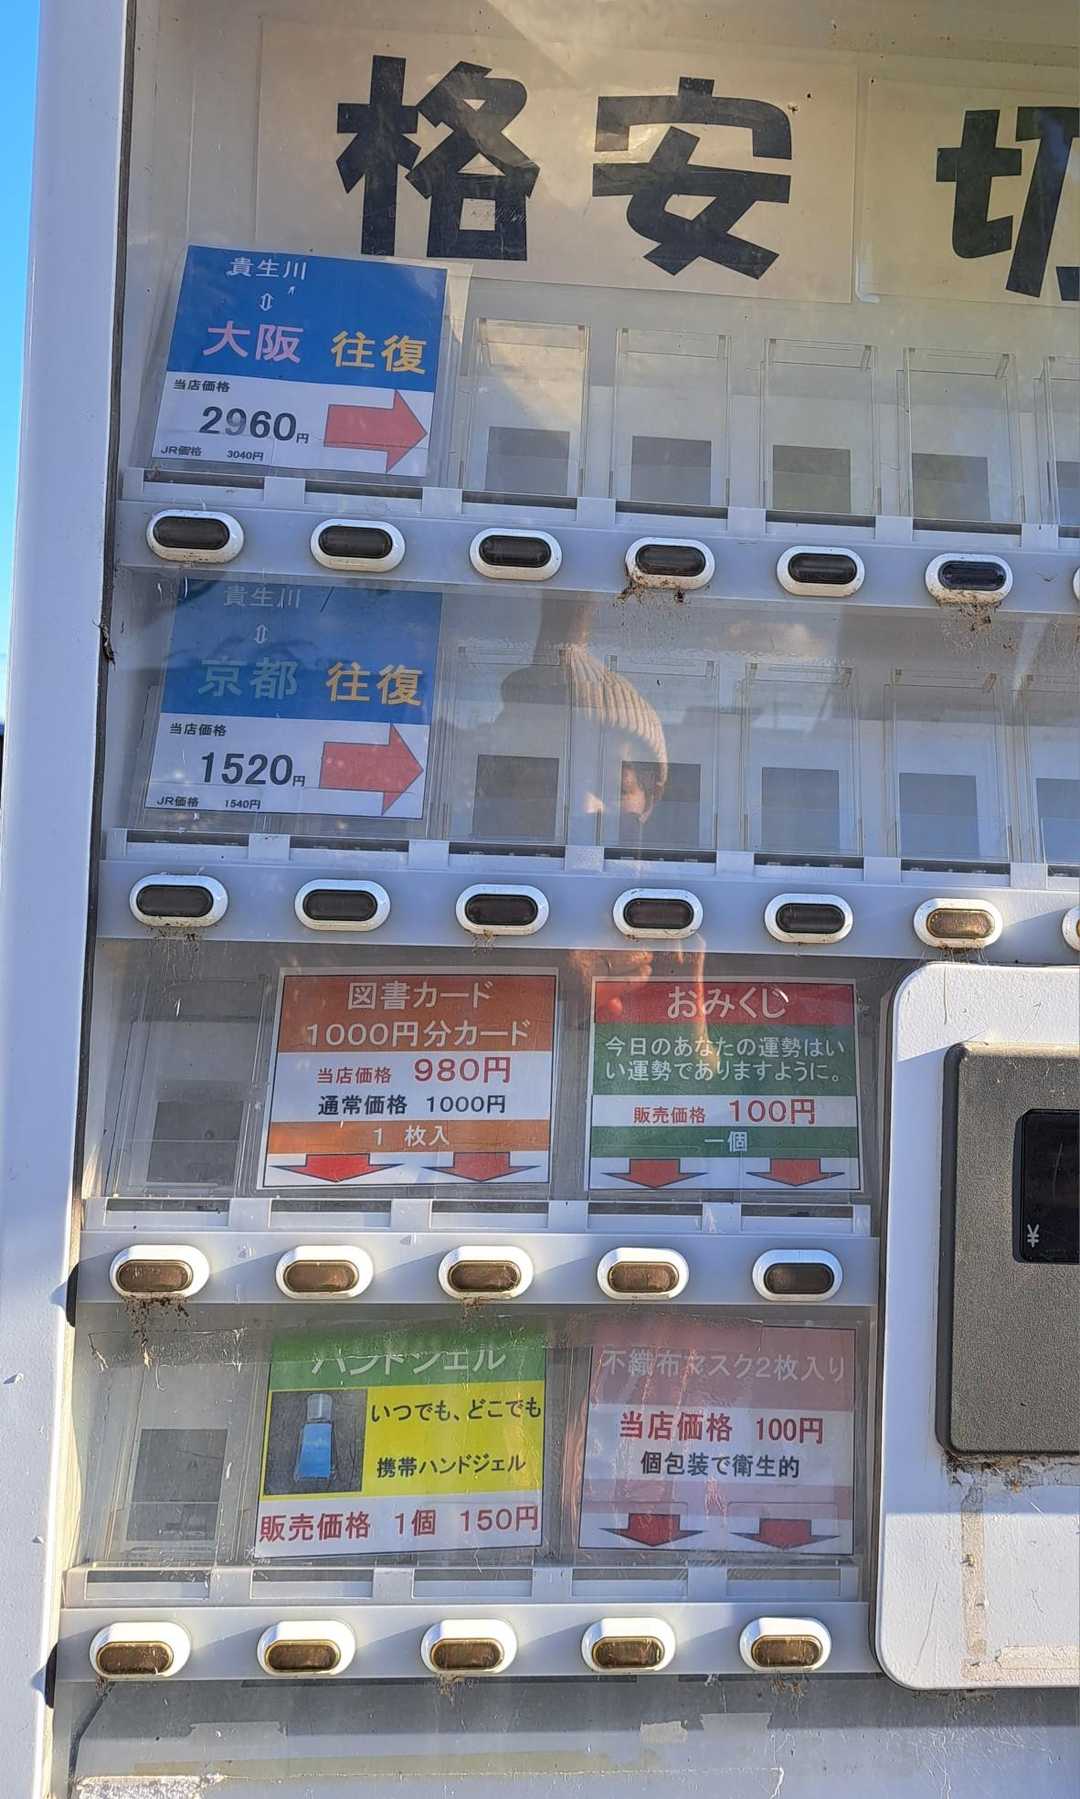 格安 切
貴生川
⇕
大阪 往復
当店価格
2960円
JR価格 3040円
貴生川
⇕
京都 往復
当店価格
1520円
JR価格 1540円
図書カード
1000円分カード
当店価格 980円
通常価格 1000円
1 枚入
おみくじ
今日のあなたの運勢はい
い運勢でありますように。
販売価格 100円
一個
¥
ハンドジェル
いつでも、どこでも
携帯ハンドジェル
販売価格 1個 150円
不織布マスク2枚入り
当店価格 100円
個包装で衛生的